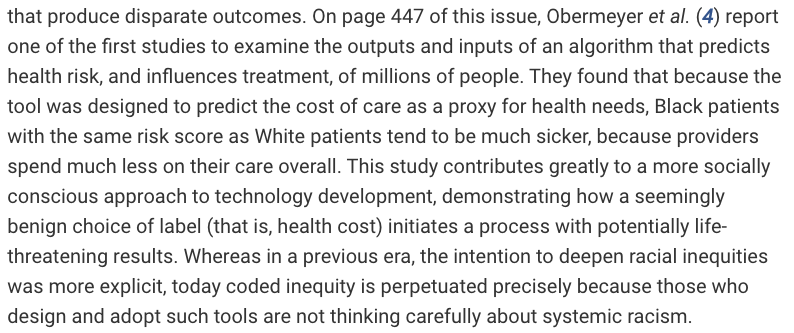 that produce disparate outcomes. On page 447 of this issue, Obermeyer et al. (4) report
one of the first studies to examine the outputs and inputs of an algorithm that predicts
health risk, and influences treatment, of millions of people. They found that because the
tool was designed to predict the cost of care as a proxy for health needs, Black patients
with the same risk score as White patients tend to be much sicker, because providers
spend much less on their care overall. This study contributes greatly to a more socially
conscious approach to technology development, demonstrating how a seemingly
benign choice of label (that is, health cost) initiates a process with potentially life-
threatening results. Whereas in a previous era, the intention to deepen racial inequities
was more explicit, today coded inequity is perpetuated precisely because those who
design and adopt such tools are not thinking carefully about systemic racism.